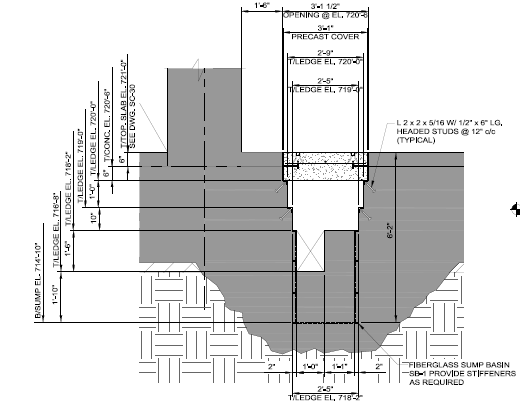 1'-6"
3'-1 1/2"
OPENING @ EL. 720'-6
3'-1"
PRECAST COVER
2'-9"
T/LEDGE EL, 720'-0"
2'-5"
T/LEDGE EL, 719'-0"
L 2 x 2 x 5/16 W/ 1/2" x 6" LG,
HEADED STUDS @ 12" c/c
(TYPICAL)
T/TOP. SLAB EL. 721'-0"
SEE DWG. SC-30
T/CONC. EL. 720'-6"
T/LEDGE EL. 720'-0"
T/LEDGE EL. 719'-0"
T/LEDGE EL. 718'-2"
T/LEDGE EL. 716'-8"
B/SUMP EL. 714'-10"
6"
6"
1'-0"
10"
1'-6"
1'-10"
6'-2"
FIBERGLASS SUMP BASIN
SB-1 PROVIDE STIFFENERS
AS REQUIRED
2"
1'-0"
1'-1"
2"
2'-5"
T/LEDGE EL, 718'-2"